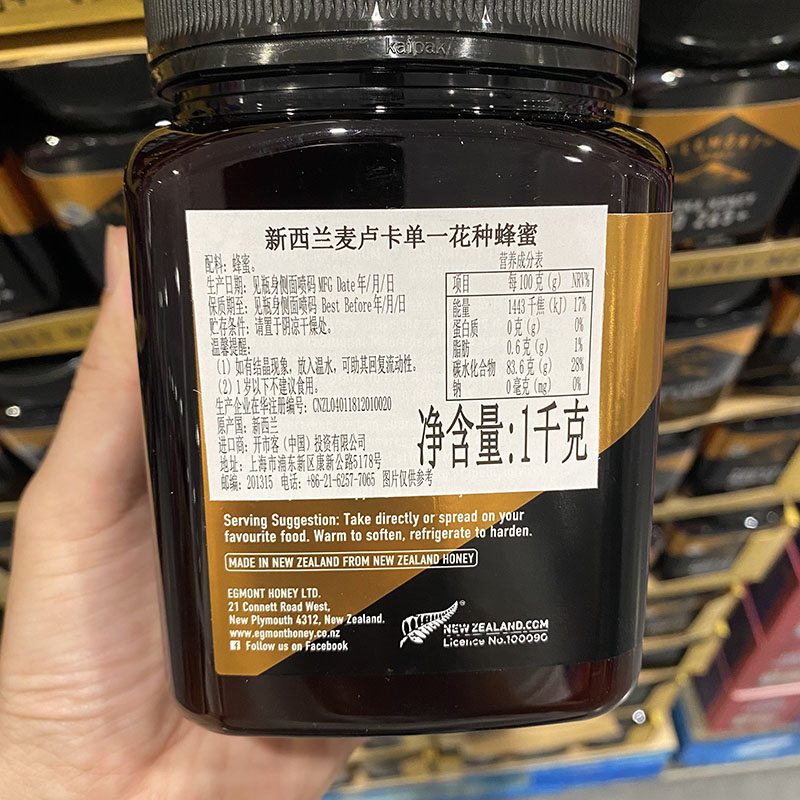 kaipak
新西兰麦卢卡单一花种蜂蜜
配料：蜂蜜。
生产日期：见瓶身侧面喷码 MFG Date 年/月/日
保质期至：见瓶身侧面喷码 Best Before 年/月/日
贮存条件：请置于阴凉干燥处。
温馨提醒：
(1) 如有结晶现象，放入温水，可助其回复流动性。
(2) 1岁以下不建议食用。
生产企业在华注册编号：CNZL04011812010020
原产国：新西兰
进口商：开市客（中国）投资有限公司
地址：上海市浦东新区康新公路5178号
邮编：201315 电话：+86-21-6257-7065 图片仅供参考
营养成分表
项目 每100克(g) NRV%
能量 1443千焦(kJ) 17%
蛋白质 0克(g) 0%
脂肪 0.6克(g) 1%
碳水化合物 83.6克(g) 28%
钠 0毫克(mg) 0%
净含量:1千克
Serving Suggestion: Take directly or spread on your
favourite food. Warm to soften, refrigerate to harden.
MADE IN NEW ZEALAND FROM NEW ZEALAND HONEY
EGMONT HONEY LTD.
21 Connett Road West,
New Plymouth 4312, New Zealand.
www.egmonthoney.co.nz
Follow us on Facebook
NEWZEALAND.COM
Licence No.100090